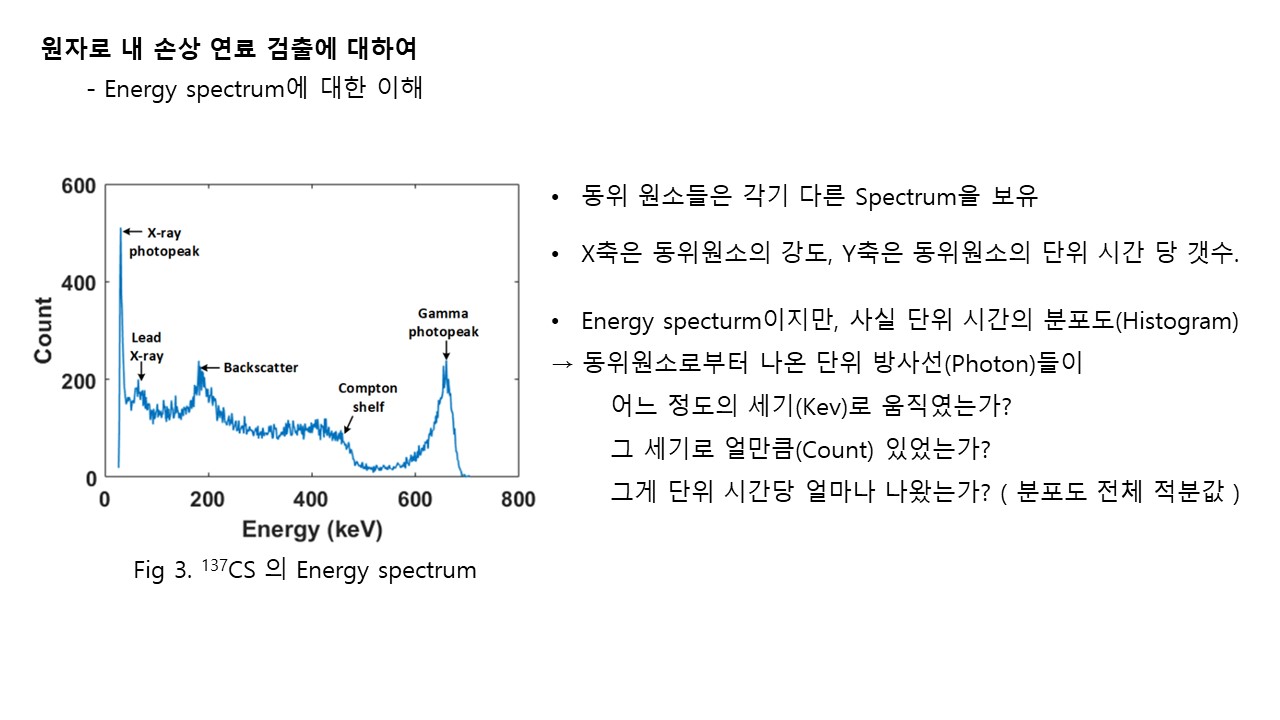 원자로 내 손상 연료 검출에 대하여
- Energy spectrum에 대한 이해
600
400
200
0
Count
X-ray
photopeak
Lead
X-ray
Backscatter
Compton
shelf
Gamma
photopeak
0 200 400 600 800
Energy (keV)
Fig 3. ¹³⁷CS 의 Energy spectrum
• 동위 원소들은 각기 다른 Spectrum을 보유
• X축은 동위원소의 강도, Y축은 동위원소의 단위 시간 당 갯수.
• Energy specturm이지만, 사실 단위 시간의 분포도(Histogram)
→ 동위원소로부터 나온 단위 방사선(Photon)들이
어느 정도의 세기(Kev)로 움직였는가?
그 세기로 얼만큼(Count) 있었는가?
그게 단위 시간당 얼마나 나왔는가? ( 분포도 전체 적분값 )